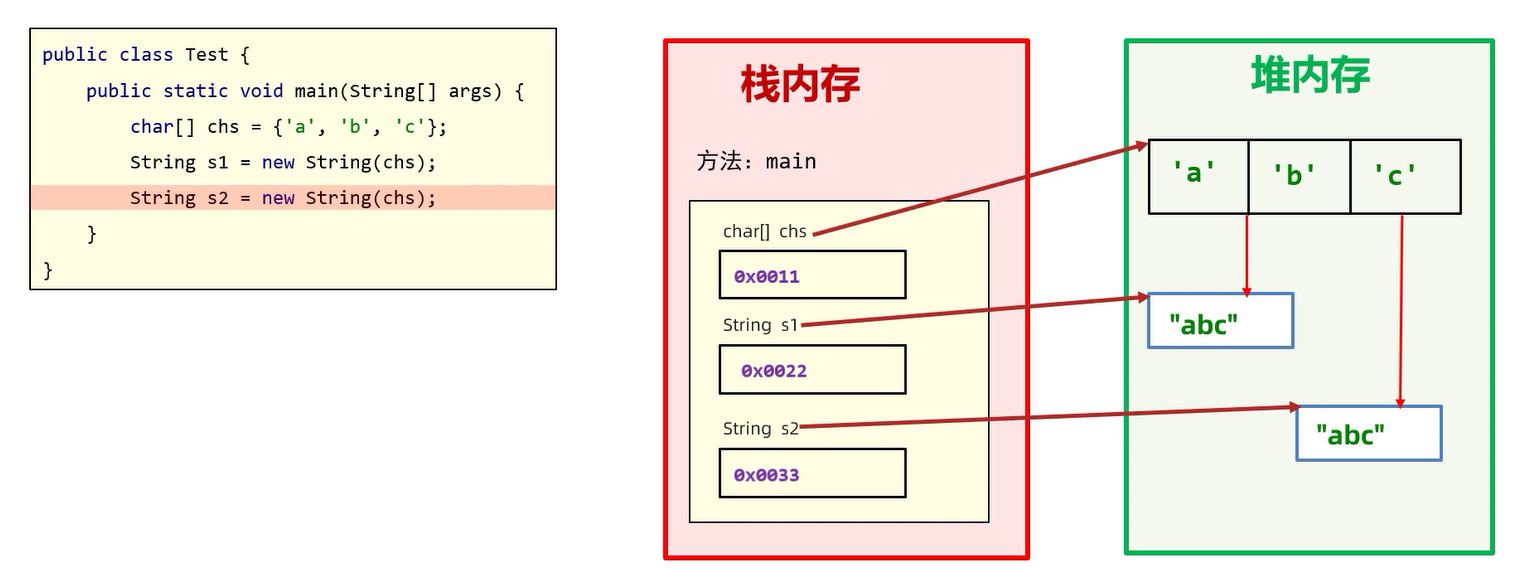 public class Test {
public static void main(String[] args) {
char[] chs = {'a', 'b', 'c'};
String s1 = new String(chs);
String s2 = new String(chs);
}
}
栈内存
方法：main
char[] chs
0x0011
String s1
0x0022
String s2
0x0033
堆内存
'a' 'b' 'c'
"abc"
"abc"